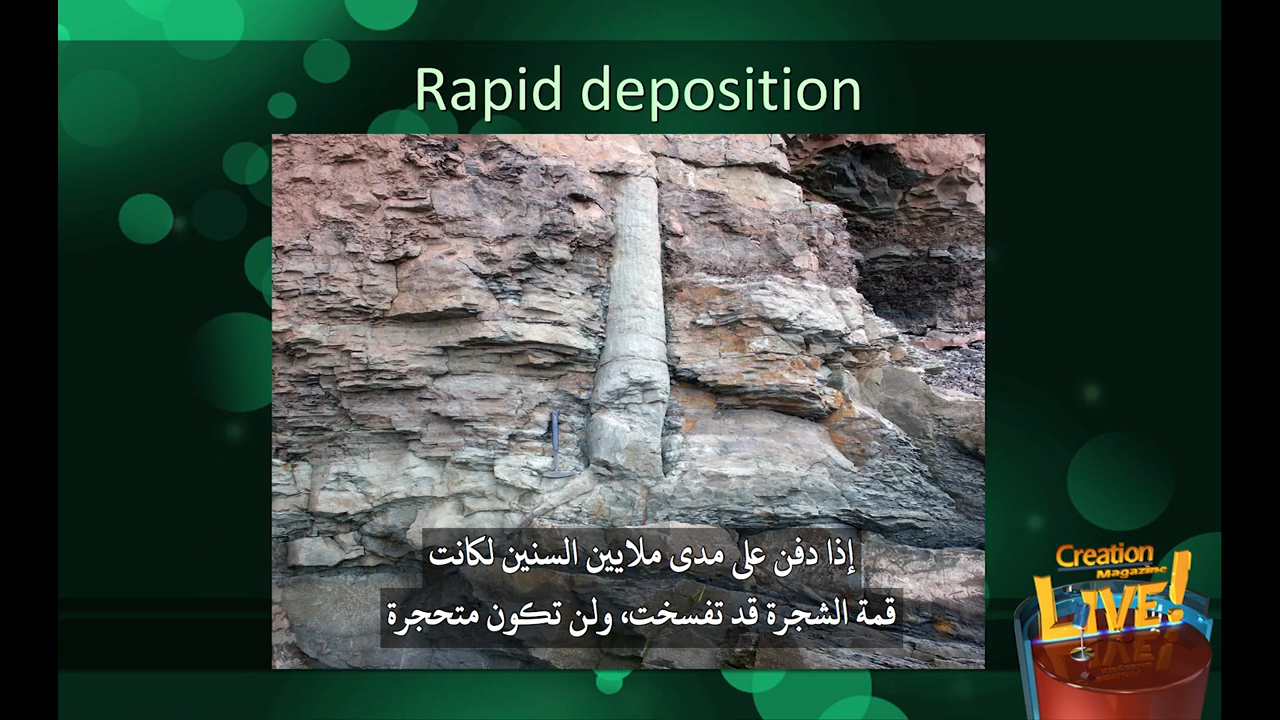 Rapid deposition
إذا دفن على مدى ملايين السنين لكانت
قمة الشجرة قد تفسخت، ولن تكون متحجرة
Creation
Magazine
LIVE!